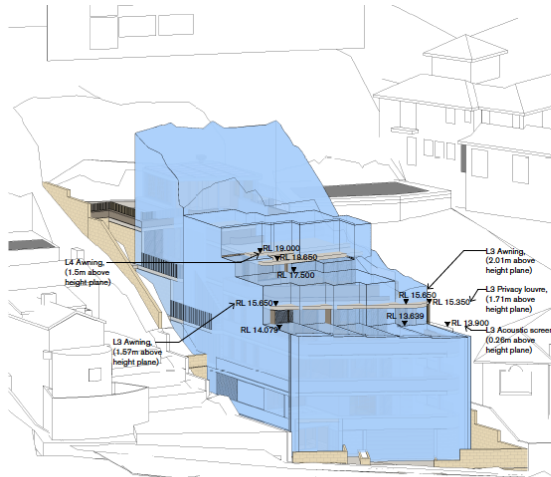 RL 19.000
RL 18.650
L4 Awning,
(1.5m above
height plane)
RL 17.500
L3 Awning,
(2.01m above
height plane)
RL 15.650
RL 15.650
RL 15.350
L3 Privacy louvre,
(1.71m above
height plane)
RL 14.079
RL 13.639
RL 13.900
L3 Acoustic screen
(0.26m above
height plane)
L3 Awning,
(1.57m above
height plane)